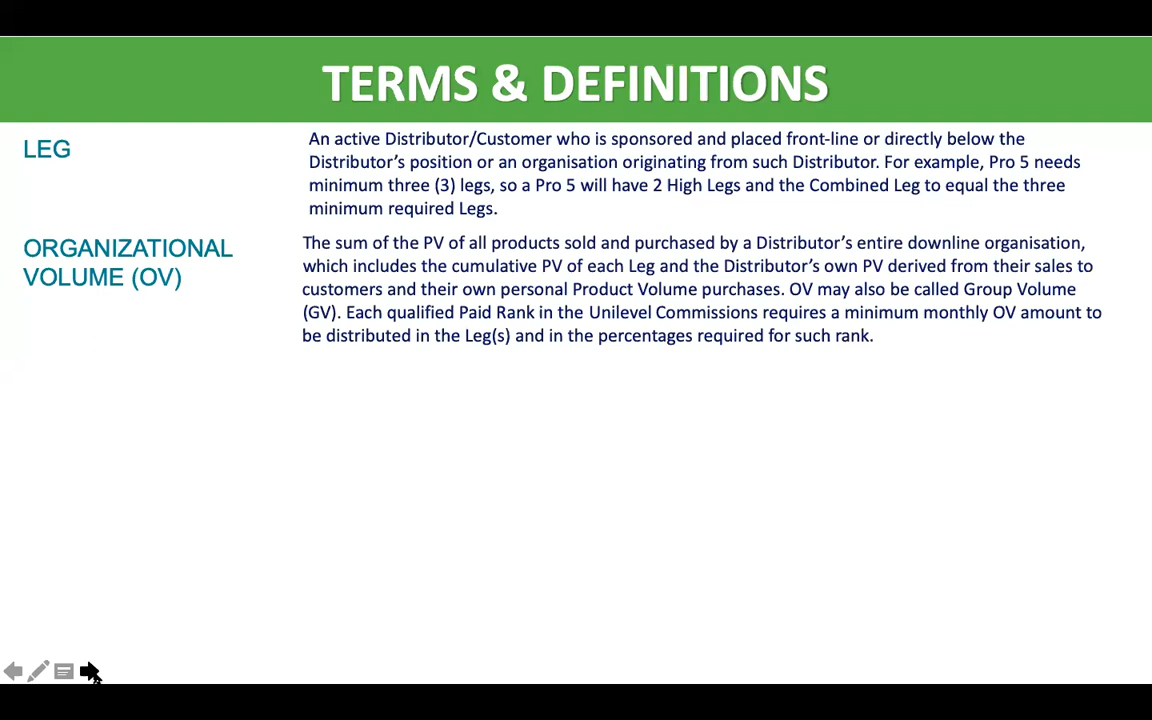 TERMS & DEFINITIONS
LEG
An active Distributor/Customer who is sponsored and placed front-line or directly below the
Distributor’s position or an organisation originating from such Distributor. For example, Pro 5 needs
minimum three (3) legs, so a Pro 5 will have 2 High Legs and the Combined Leg to equal the three
minimum required Legs.
ORGANIZATIONAL
VOLUME (OV)
The sum of the PV of all products sold and purchased by a Distributor’s entire downline organisation,
which includes the cumulative PV of each Leg and the Distributor’s own PV derived from their sales to
customers and their own personal Product Volume purchases. OV may also be called Group Volume
(GV). Each qualified Paid Rank in the Unilevel Commissions requires a minimum monthly OV amount to
be distributed in the Leg(s) and in the percentages required for such rank.